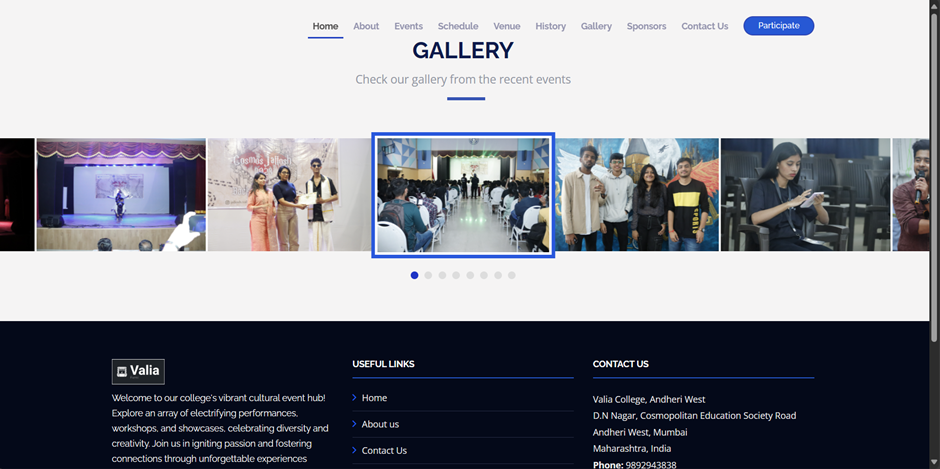 Home About Events Schedule Venue History Gallery Sponsors Contact Us Participate
GALLERY
Check our gallery from the recent events
Valia
Welcome to our college's vibrant cultural event hub!
Explore an array of electrifying performances,
workshops, and showcases, celebrating diversity and
creativity. Join us in igniting passion and fostering
connections through unforgettable experiences
USEFUL LINKS
Home
About us
Contact Us
CONTACT US
Valia College, Andheri West
D.N Nagar, Cosmopolitan Education Society Road
Andheri West, Mumbai
Maharashtra, India
Phone: 9892943838